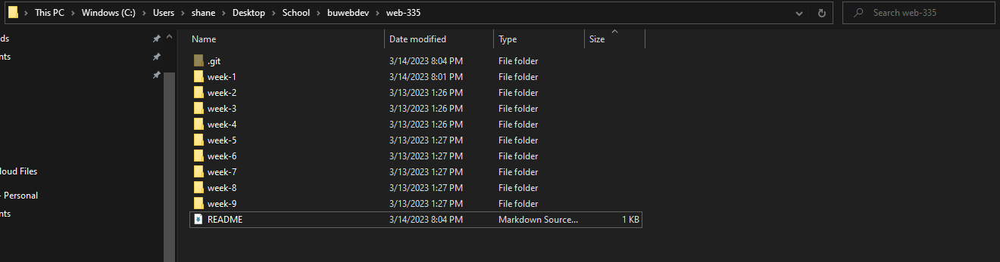 This PC > Windows (C:) > Users > shane > Desktop > School > buwebdev > web-335 Search web-335
ds
nts
loud Files
- Personal
nts
Name Date modified Type Size
.git 3/14/2023 8:04 PM File folder
week-1 3/14/2023 8:01 PM File folder
week-2 3/13/2023 1:26 PM File folder
week-3 3/13/2023 1:26 PM File folder
week-4 3/13/2023 1:26 PM File folder
week-5 3/13/2023 1:27 PM File folder
week-6 3/13/2023 1:27 PM File folder
week-7 3/13/2023 1:27 PM File folder
week-8 3/13/2023 1:27 PM File folder
week-9 3/13/2023 1:27 PM File folder
README 3/14/2023 8:04 PM Markdown Source... 1 KB